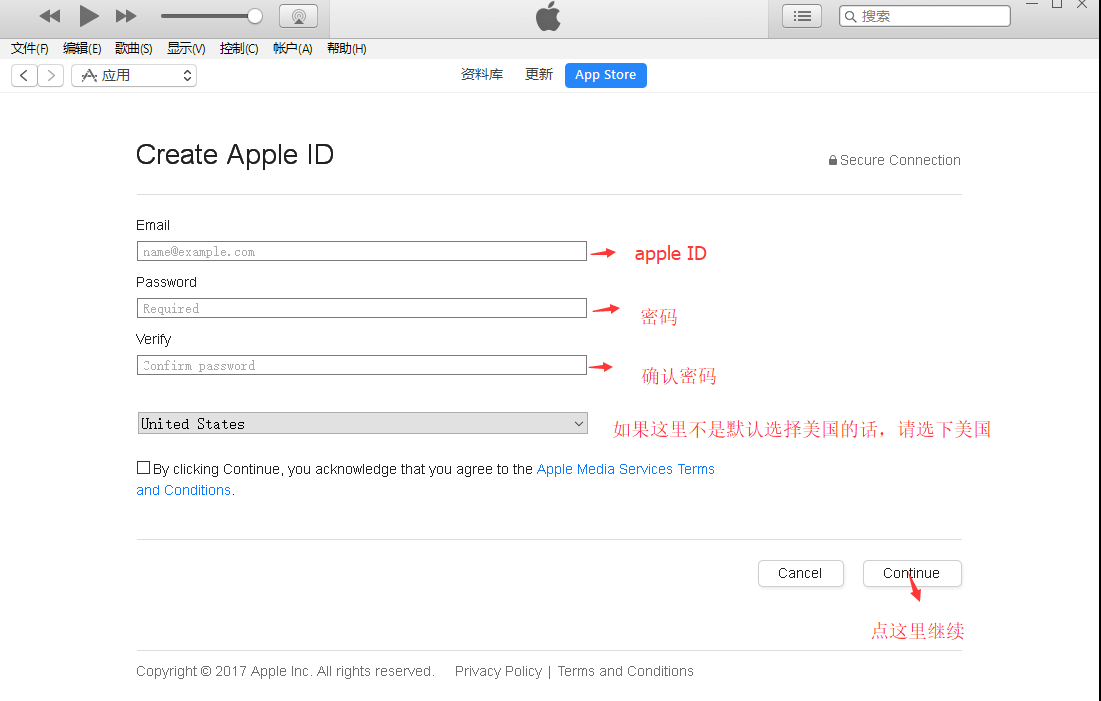 搜索
文件(F) 编辑(E) 歌曲(S) 显示(V) 控制(C) 帐户(A) 帮助(H)
应用 资料库 更新 App Store
Create Apple ID
Secure Connection
Email
name@example.com apple ID
Password
Required 密码
Verify
Confirm password 确认密码
United States 如果这里不是默认选择美国的话，请选下美国
By clicking Continue, you acknowledge that you agree to the Apple Media Services Terms
and Conditions.
Cancel Continue
点这里继续
Copyright © 2017 Apple Inc. All rights reserved. Privacy Policy | Terms and Conditions